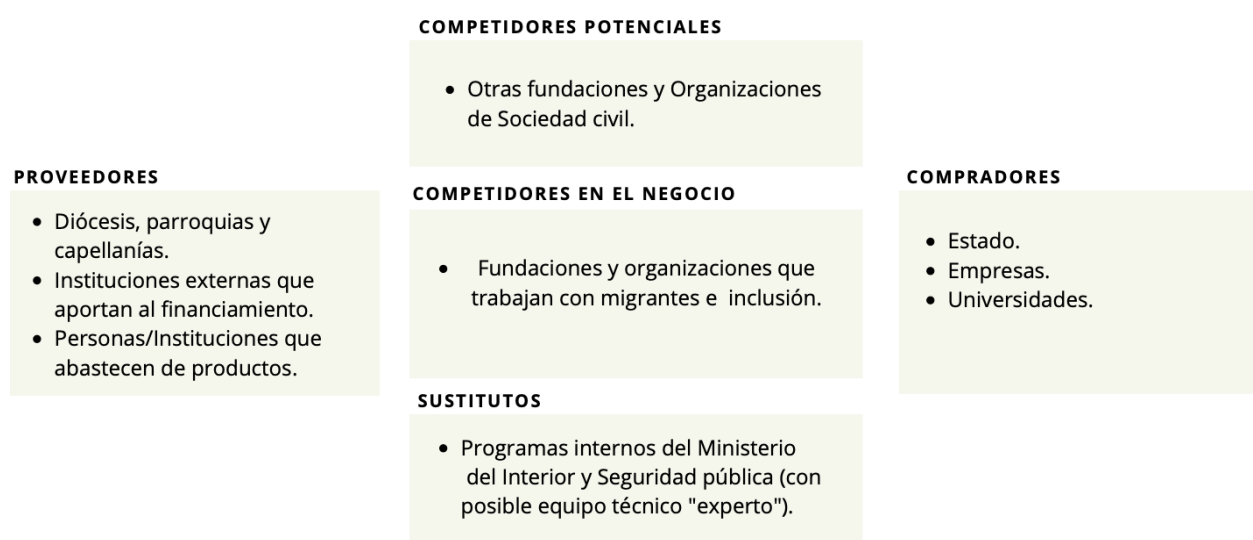 COMPETIDORES POTENCIALES
• Otras fundaciones y Organizaciones
de Sociedad civil.
PROVEEDORES
• Diócesis, parroquias y
capellanías.
• Instituciones externas que
aportan al financiamiento.
• Personas/Instituciones que
abastecen de productos.
COMPETIDORES EN EL NEGOCIO
• Fundaciones y organizaciones que
trabajan con migrantes e inclusión.
COMPRADORES
• Estado.
• Empresas.
• Universidades.
SUSTITUTOS
• Programas internos del Ministerio
del Interior y Seguridad pública (con
posible equipo técnico "experto").